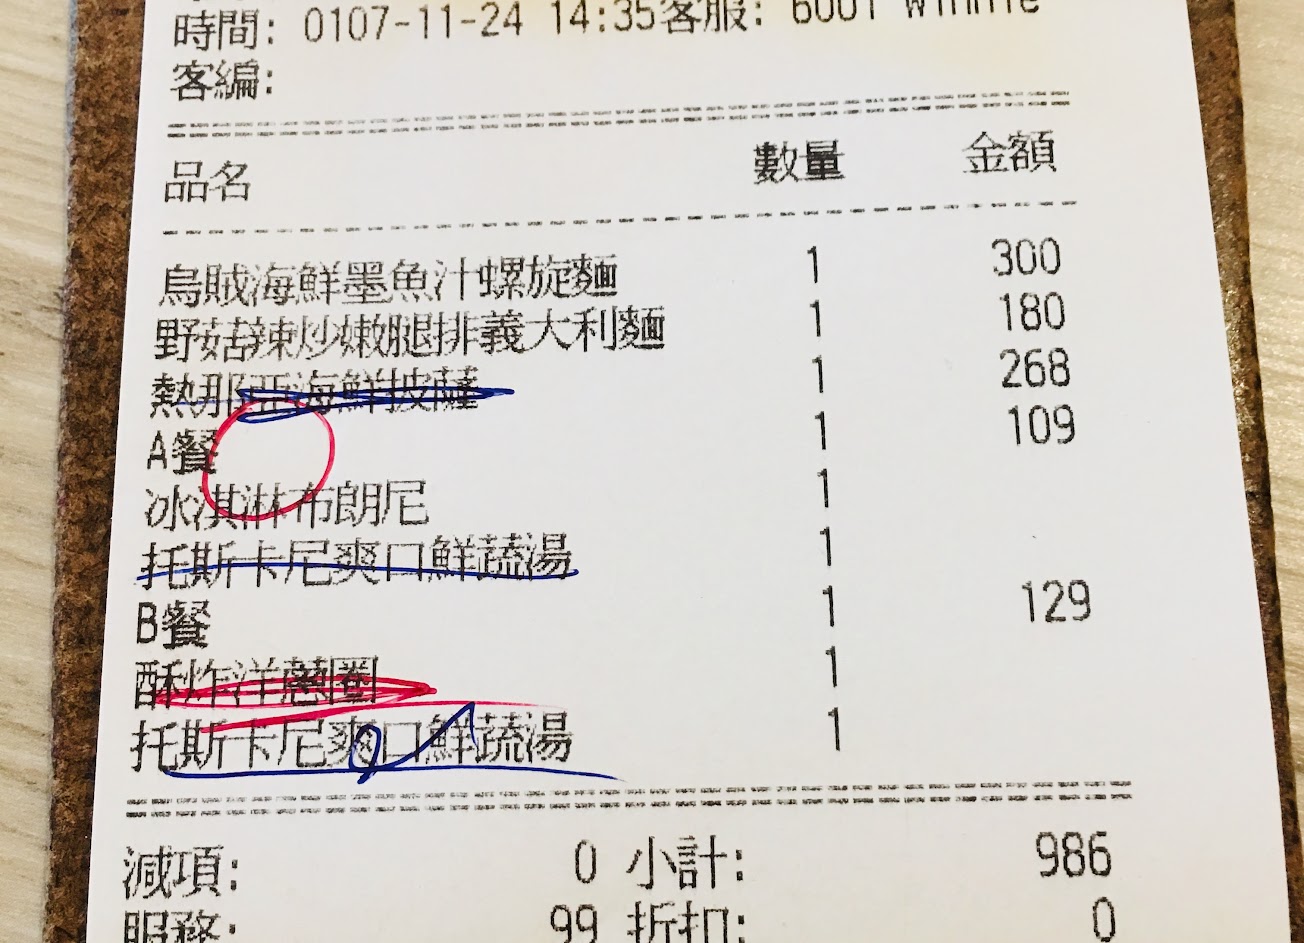 時間: 0107-11-24 14:35客服: 6001 Winnie
客編:
品名 數量 金額
烏賊海鮮墨魚汁螺旋麵 1 300
野菇辣炒嫩腿排義大利麵 1 180
熱那亞海鮮披薩 1 268
A餐 1 109
冰淇淋布朗尼 1
托斯卡尼爽口鮮蔬湯 1
B餐 1 129
酥炸洋蔥圈 1
托斯卡尼爽口鮮蔬湯 1
減項: 0 小計: 986
服務: 99 折扣: 0